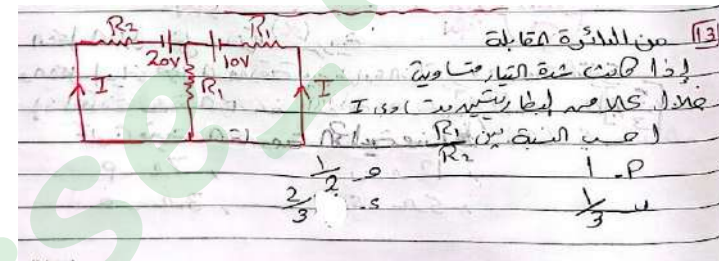 13 من الدائرة المقابلة
إذا كانت شدة التيار متساوية
خلال كلا من البطاريتين وتساوى I
احسب النسبة بين R₁/R₂
P- 1
ب 1/3
ج- 1/2
د- 2/3
R₂ 20V 10V R₁
I R₁ I